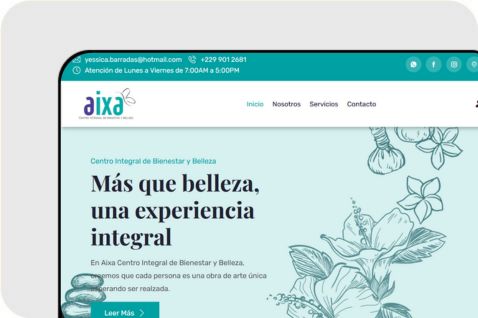 yessica.barradas@hotmail.com +229 901 2681
Atención de Lunes a Viernes de 7:00AM a 5:00PM
aixa
CENTRO INTEGRAL DE BIENESTAR Y BELLEZA
Inicio Nosotros Servicios Contacto
Centro Integral de Bienestar y Belleza
Más que belleza,
una experiencia
integral
En Aixa Centro Integral de Bienestar y Belleza,
creemos que cada persona es una obra de arte única
esperando ser realzada.
Leer Más